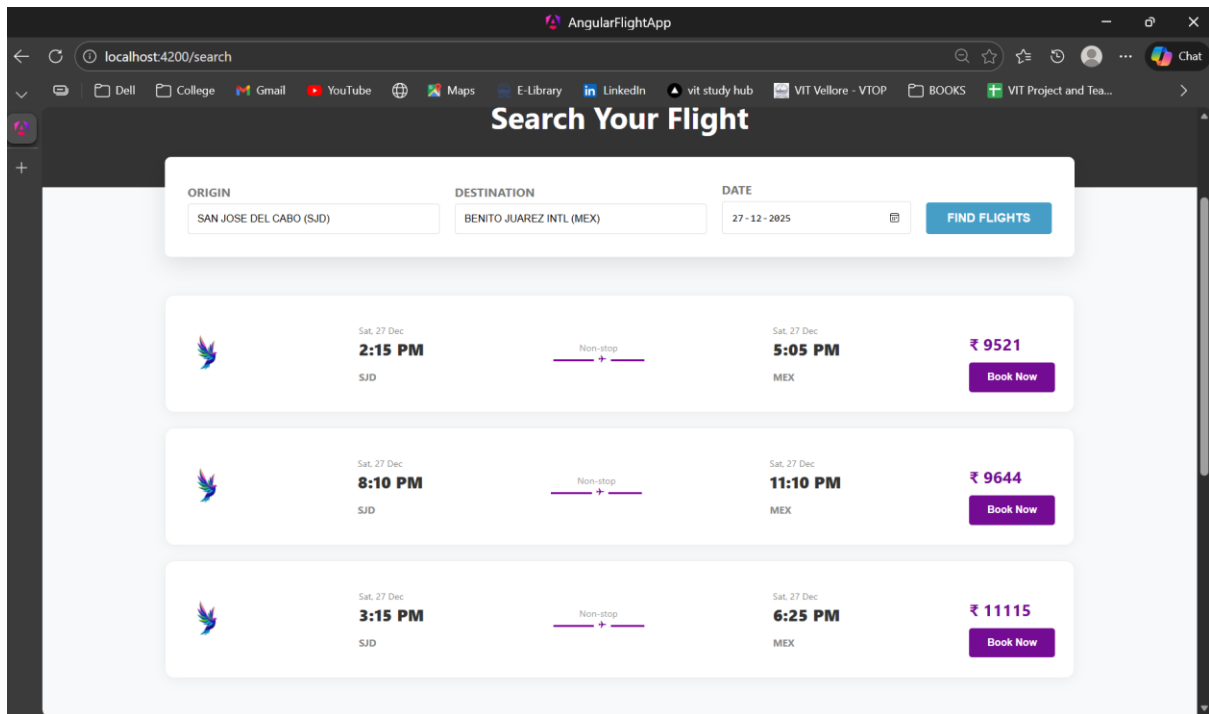 AngularFlightApp
localhost:4200/search
Chat
Dell College Gmail YouTube Maps E-Library LinkedIn vit study hub VIT Vellore - VTOP BOOKS VIT Project and Tea...
Search Your Flight
ORIGIN DESTINATION DATE
SAN JOSE DEL CABO (SJD) BENITO JUAREZ INTL (MEX) 27-12-2025 FIND FLIGHTS
Sat, 27 Dec Sat, 27 Dec
2:15 PM Non-stop 5:05 PM ₹ 9521
SJD MEX Book Now
Sat, 27 Dec Sat, 27 Dec
8:10 PM Non-stop 11:10 PM ₹ 9644
SJD MEX Book Now
Sat, 27 Dec Sat, 27 Dec
3:15 PM Non-stop 6:25 PM ₹ 11115
SJD MEX Book Now